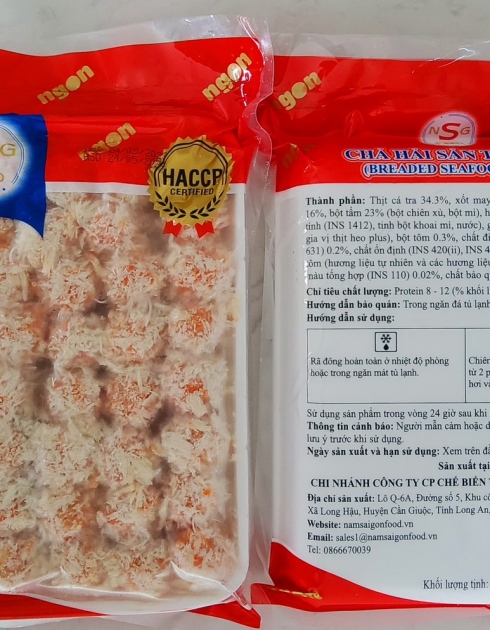 ngon
ngon
ngon
ngon
G
HACCP
CERTIFIED
NSG
CHẢ HẢI SẢN T
(BREADED SEAFOO
Thành phần: Thịt cá tra 34.3%, xốt may
16%, bột tẩm 23% (bột chiên xù, bột mì), h
tính (INS 1412), tinh bột khoai mì, nước), g
gia vị thịt heo plus), bột tôm 0.3%, chất đi
631) 0.2%, chất ổn định (INS 420(ii), INS 4
tôm (hương liệu tự nhiên và các hương liệu
màu tổng hợp (INS 110) 0.02%, chất bảo q
Chỉ tiêu chất lượng: Protein 8 - 12 (% khối l
Hướng dẫn bảo quản: Trong ngăn đá tủ lạnh
Hướng dẫn sử dụng:
Rã đông hoàn toàn ở nhiệt độ phòng
hoặc trong ngăn mát tủ lạnh.
Chiên
từ 2 p
hơi và
Sử dụng sản phẩm trong vòng 24 giờ sau khi
Thông tin cảnh báo: Người mẫn cảm hoặc d
lưu ý trước khi sử dụng.
Ngày sản xuất và hạn sử dụng: Xem trên đầ
Sản xuất tại
CHI NHÁNH CÔNG TY CP CHẾ BIẾN T
Địa chỉ sản xuất: Lô Q-6A, Đường số 5, Khu cô
Xã Long Hậu, Huyện Cần Giuộc, Tỉnh Long An,
Website: namsaigonfood.vn
Email: sales1@namsaigonfood.vn
Tel: 0866670039
Khối lượng tịnh: